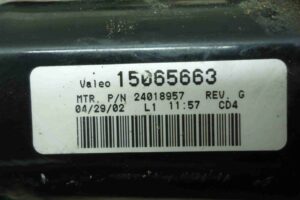 Valeo 15065663
MTR. P/N 24018957 REV. G
04/29/02 L1 11:57 CD4